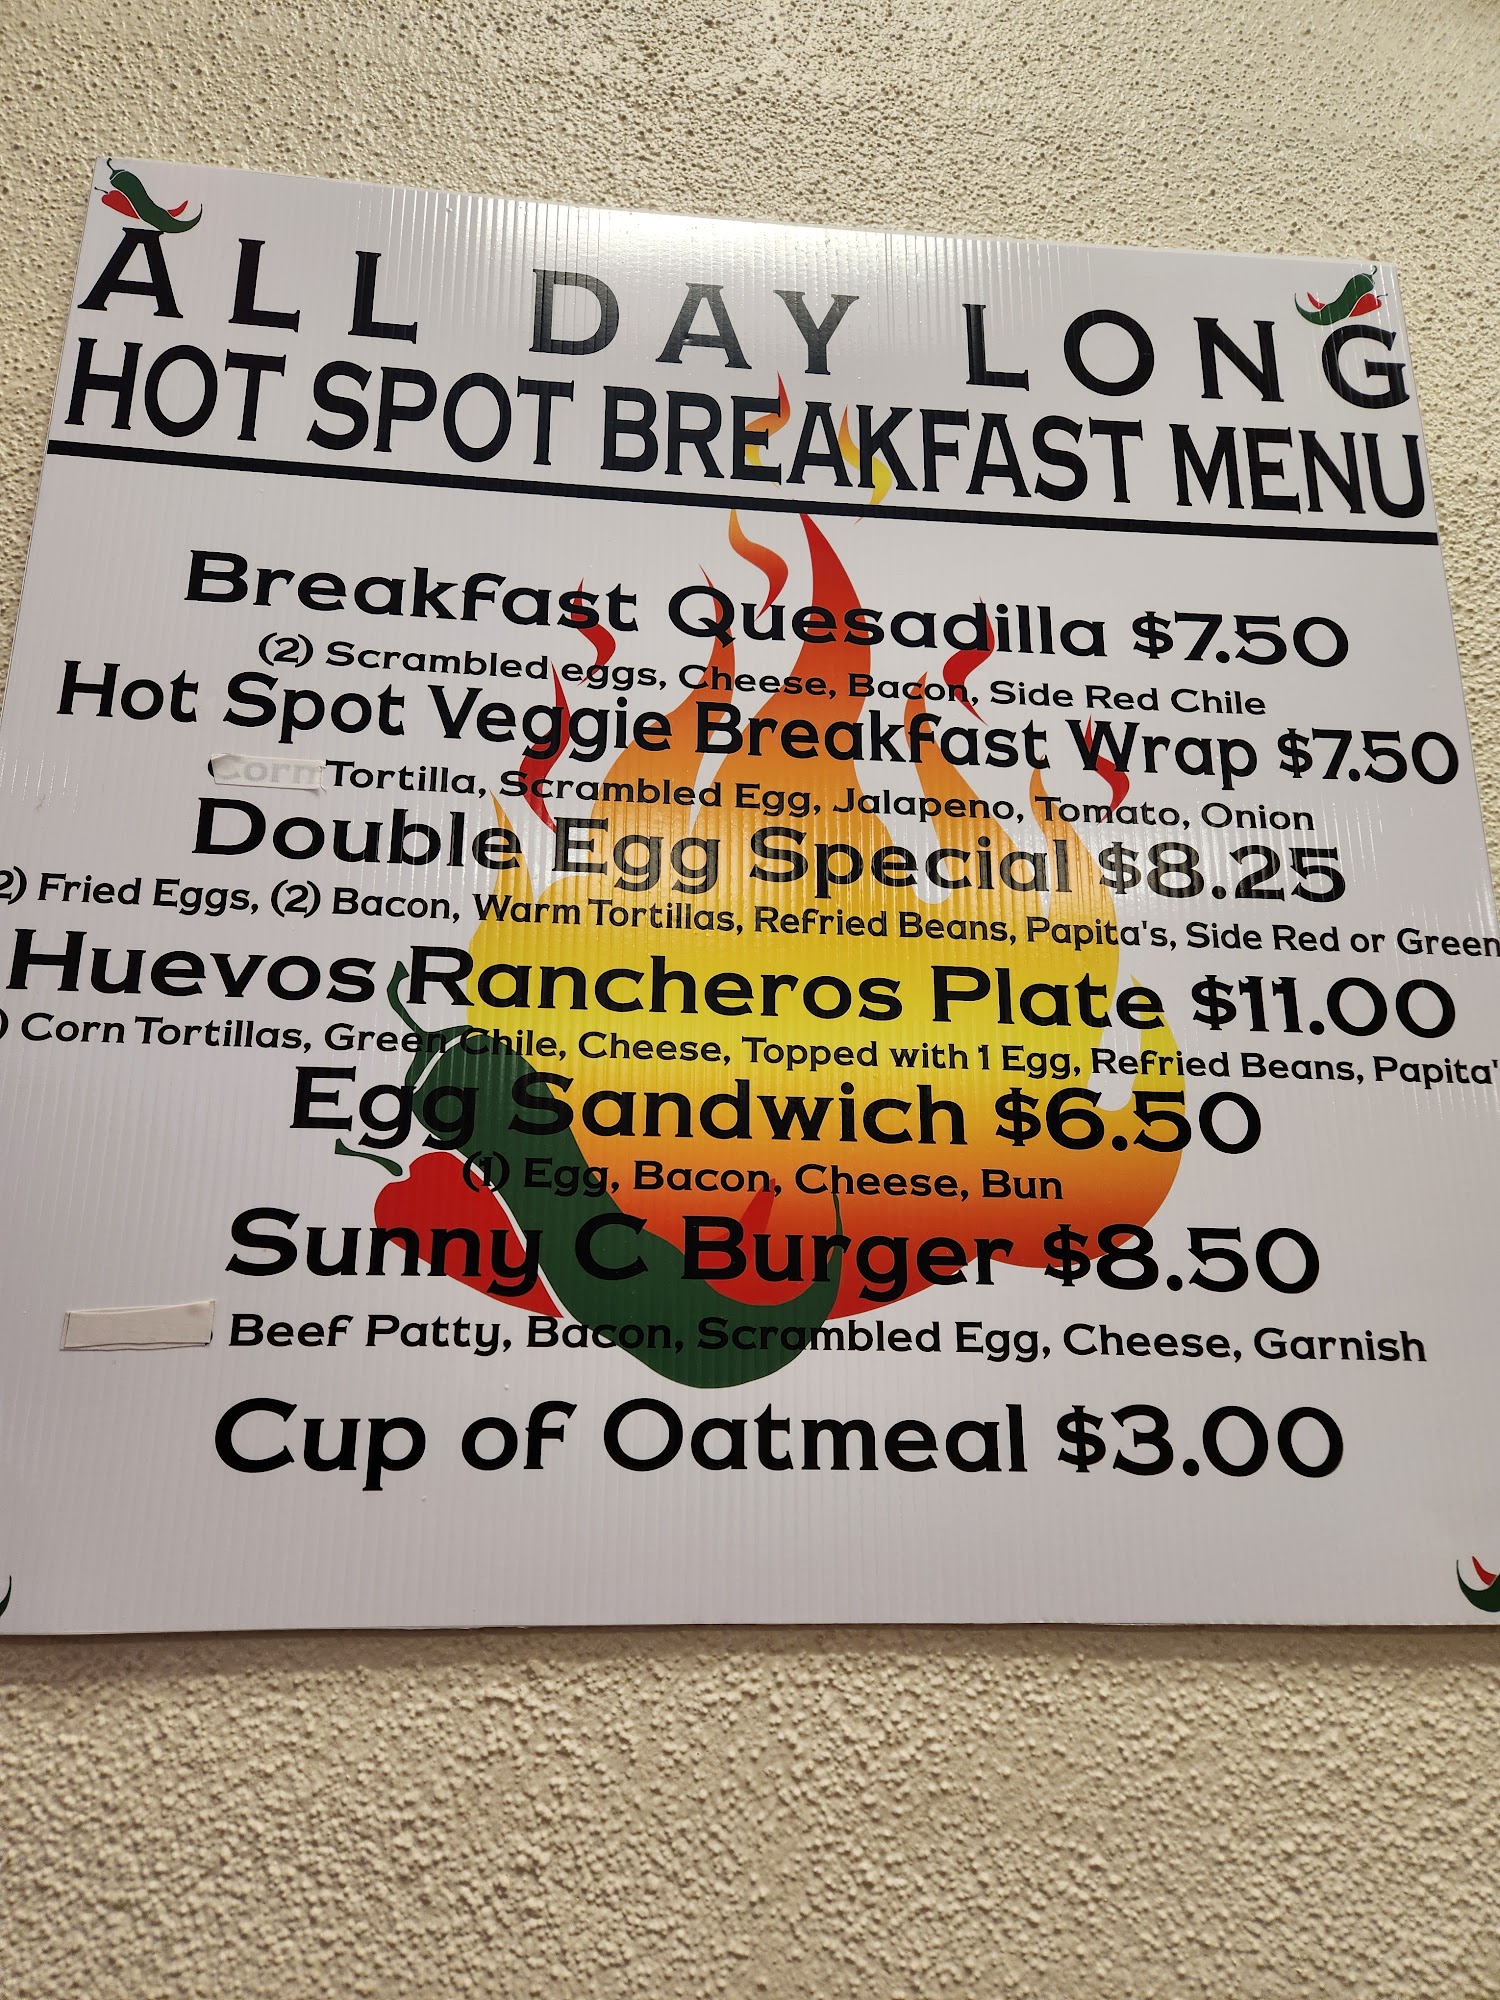 ALL DAY LONG
HOT SPOT BREAKFAST MENU
Breakfast Quesadilla $7.50
(2) Scrambled eggs, Cheese, Bacon, Side Red Chile
Hot Spot Veggie Breakfast Wrap $7.50
Corn Tortilla, Scrambled Egg, Jalapeno, Tomato, Onion
Double Egg Special $8.25
2) Fried Eggs, (2) Bacon, Warm Tortillas, Refried Beans, Papita's, Side Red or Green
Huevos Rancheros Plate $11.00
) Corn Tortillas, Green Chile, Cheese, Topped with 1 Egg, Refried Beans, Papita'
Egg Sandwich $6.50
(1) Egg, Bacon, Cheese, Bun
Sunny C Burger $8.50
Beef Patty, Bacon, Scrambled Egg, Cheese, Garnish
Cup of Oatmeal $3.00